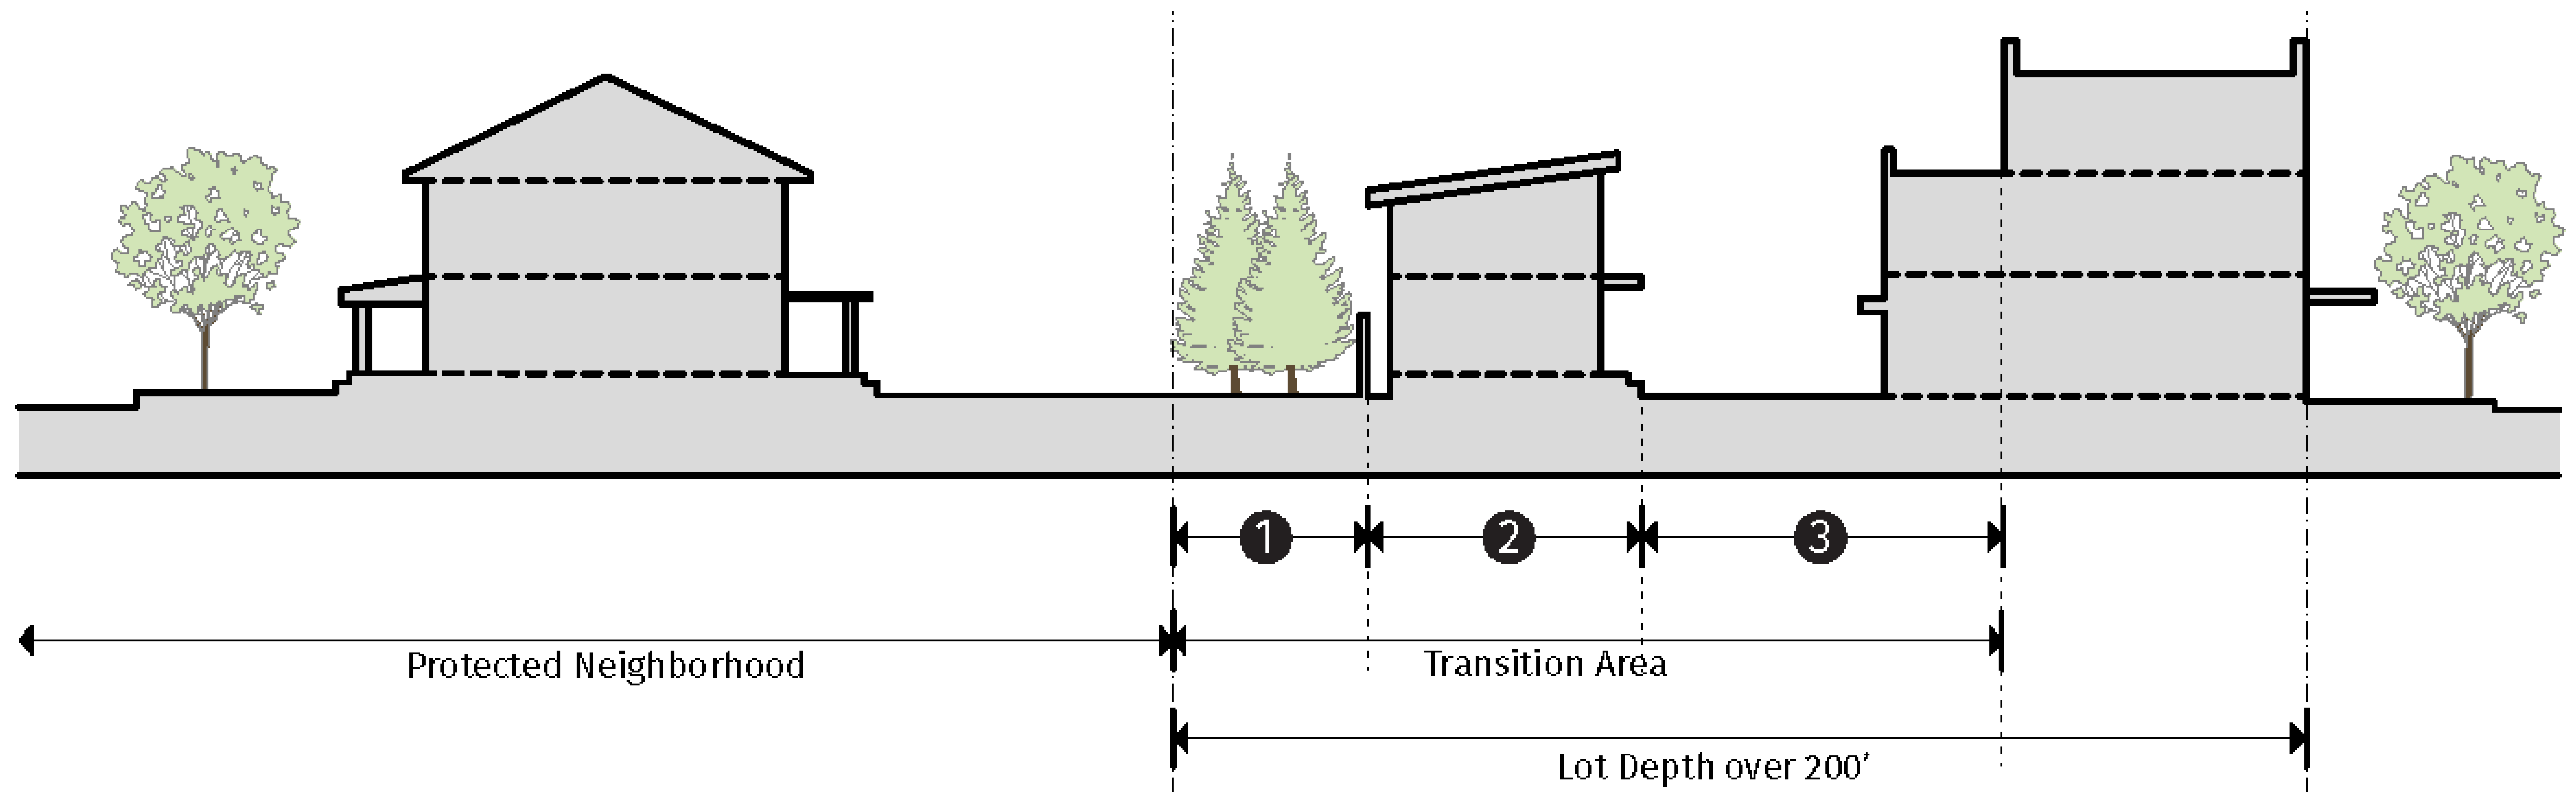 1 2 3
Protected Neighborhood
Transition Area
Lot Depth over 200'